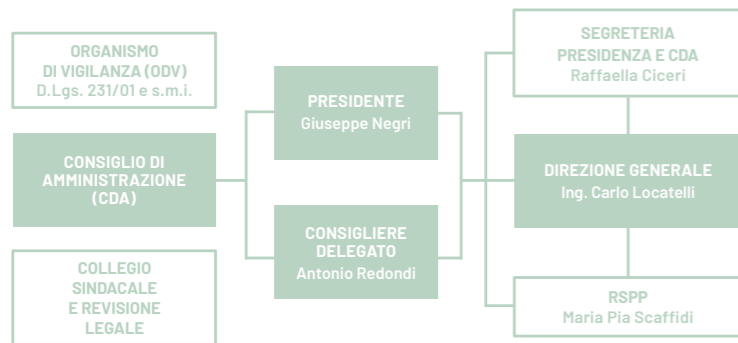 ORGANISMO
DI VIGILANZA (ODV)
D.Lgs. 231/01 e s.m.i.
CONSIGLIO DI
AMMINISTRAZIONE
(CDA)
COLLEGIO
SINDACALE
E REVISIONE
LEGALE
PRESIDENTE
Giuseppe Negri
CONSIGLIERE
DELEGATO
Antonio Redondi
SEGRETERIA
PRESIDENZA E CDA
Raffaella Ciceri
DIREZIONE GENERALE
Ing. Carlo Locatelli
RSPP
Maria Pia Scaffidi